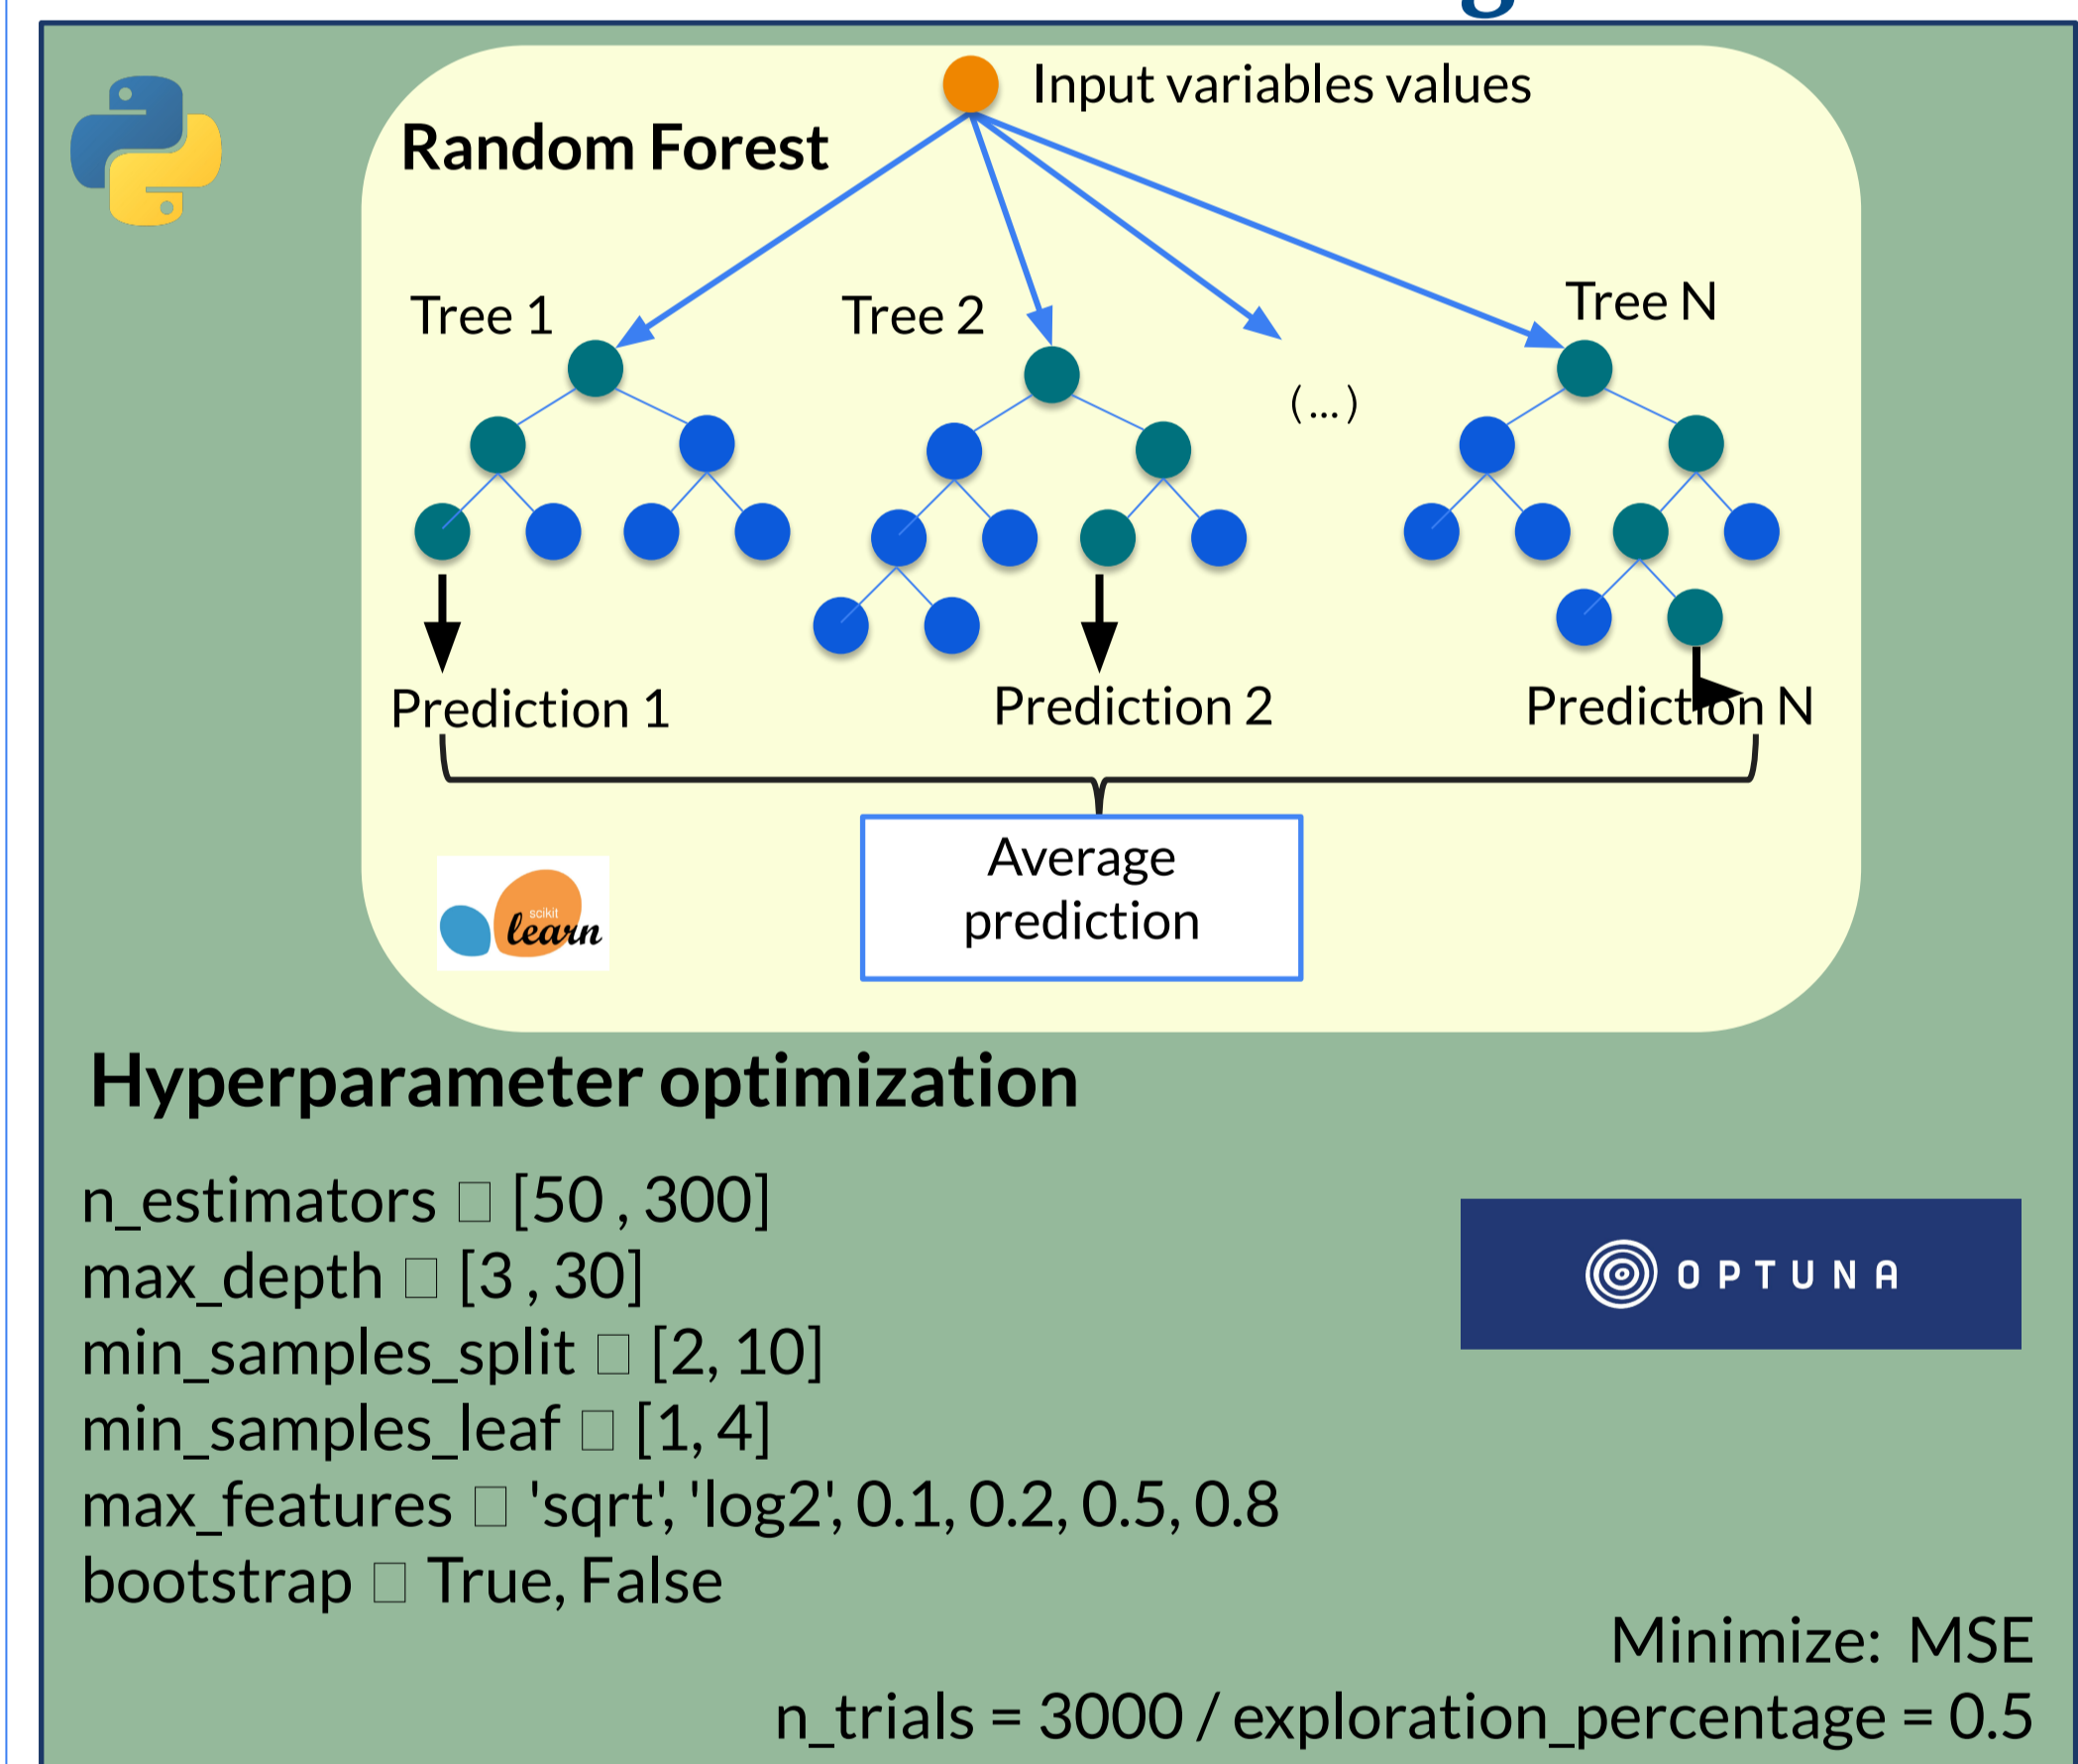 Input variables values
Random Forest
Tree 1
Tree 2
Tree N
(...)
Prediction 1
Prediction 2
Prediction N
Average
prediction
scikit
learn
Hyperparameter optimization
n_estimators □ [50 , 300]
max_depth □ [3 , 30]
min_samples_split □ [2, 10]
min_samples_leaf □ [1, 4]
max_features □ 'sqrt', 'log2', 0.1, 0.2, 0.5, 0.8
bootstrap □ True, False
OPTUNA
Minimize: MSE
n_trials = 3000 / exploration_percentage = 0.5